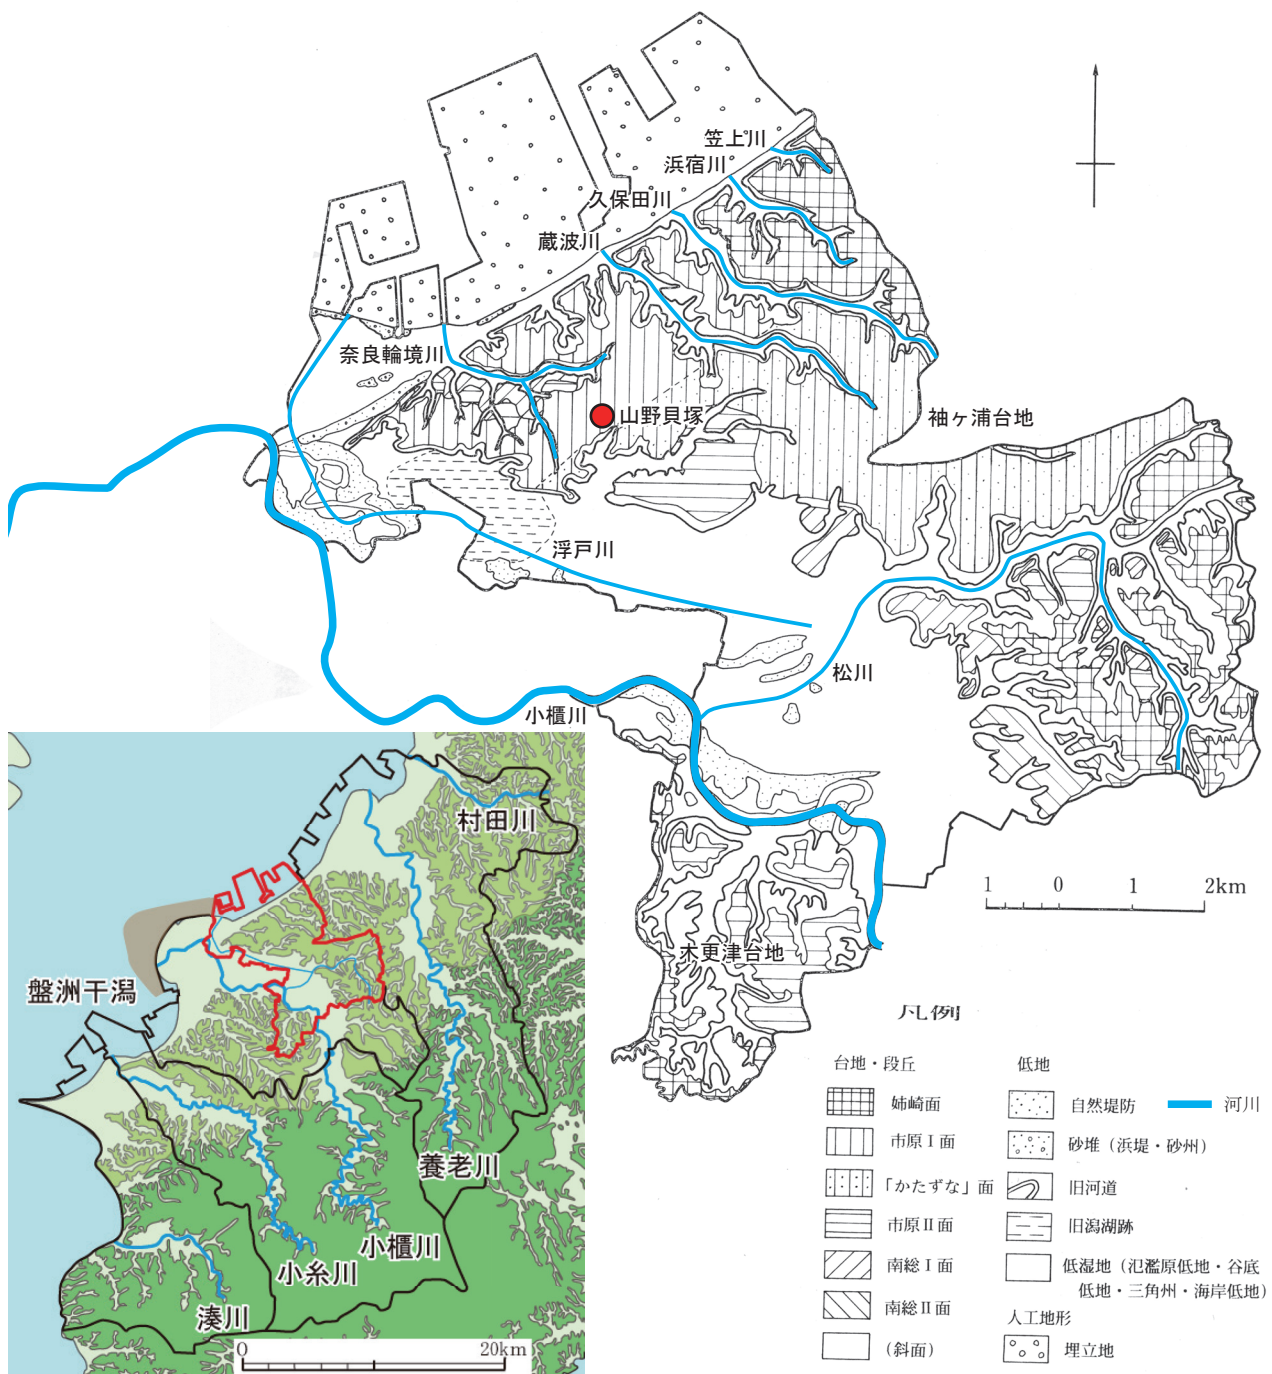 笠上川
浜宿川
久保田川
蔵波川
奈良輪境川
山野貝塚
袖ヶ浦台地
浮戸川
松川
小櫃川
木更津台地
1 0 1 2km
村田川
盤洲干潟
養老川
小櫃川
小糸川
湊川
0 20km
凡例
台地・段丘
姉崎面
市原Ⅰ面
「かたずな」面
市原Ⅱ面
南総Ⅰ面
南総Ⅱ面
(斜面)
低地
自然堤防
砂堆(浜堤・砂州)
旧河道
旧潟湖跡
低湿地(氾濫原低地・谷底
低地・三角州・海岸低地)
人工地形
埋立地
河川